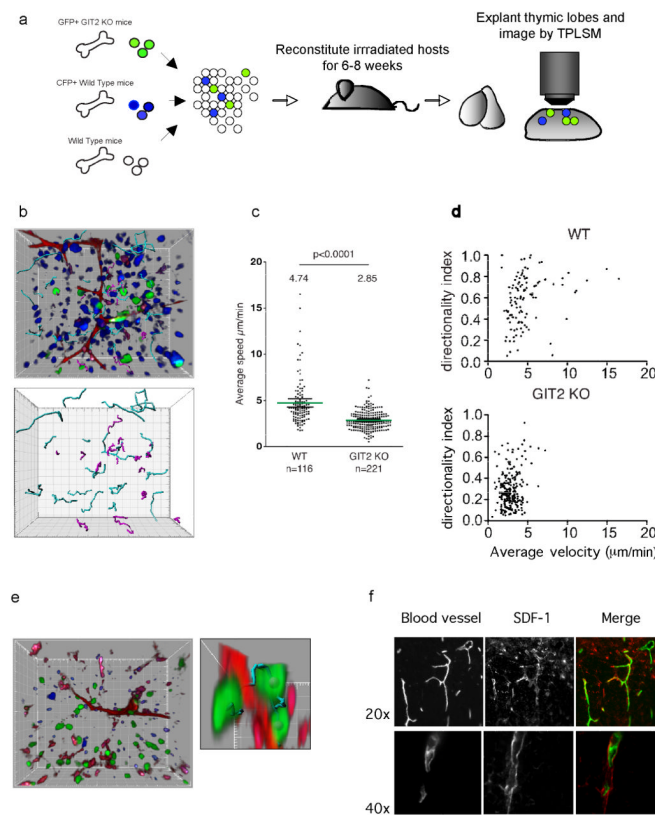 a
GFP+ GIT2 KO mice
CFP+ Wild Type mice
Wild Type mice
Reconstitute irradiated hosts
for 6-8 weeks
Explant thymic lobes and
image by TPLSM
b
c
p<0.0001
4.74 2.85
20
15
10
5
0
Average speed μm/min
WT
n=116
GIT2 KO
n=221
d
WT
directionality index
1.0
0.8
0.6
0.4
0.2
0
0 5 10 15 20
GIT2 KO
directionality index
1.0
0.8
0.6
0.4
0.2
0
0 5 10 15 20
Average velocity (μm/min)
e
f
Blood vessel SDF-1 Merge
20x
40x